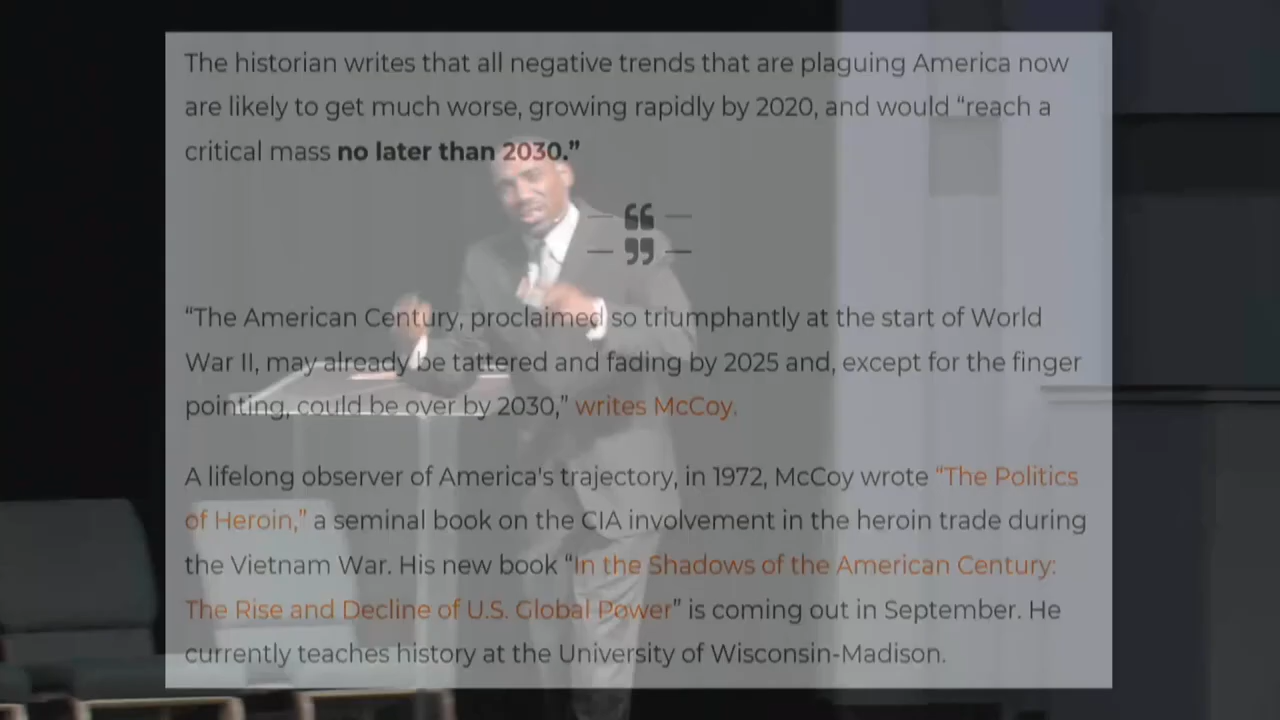 The historian writes that all negative trends that are plaguing America now
are likely to get much worse, growing rapidly by 2020, and would “reach a
critical mass no later than 2030.”
“The American Century, proclaimed so triumphantly at the start of World
War II, may already be tattered and fading by 2025 and, except for the finger
pointing, could be over by 2030,” writes McCoy.
A lifelong observer of America's trajectory, in 1972, McCoy wrote “The Politics
of Heroin,” a seminal book on the CIA involvement in the heroin trade during
the Vietnam War. His new book “In the Shadows of the American Century:
The Rise and Decline of U.S. Global Power” is coming out in September. He
currently teaches history at the University of Wisconsin-Madison.